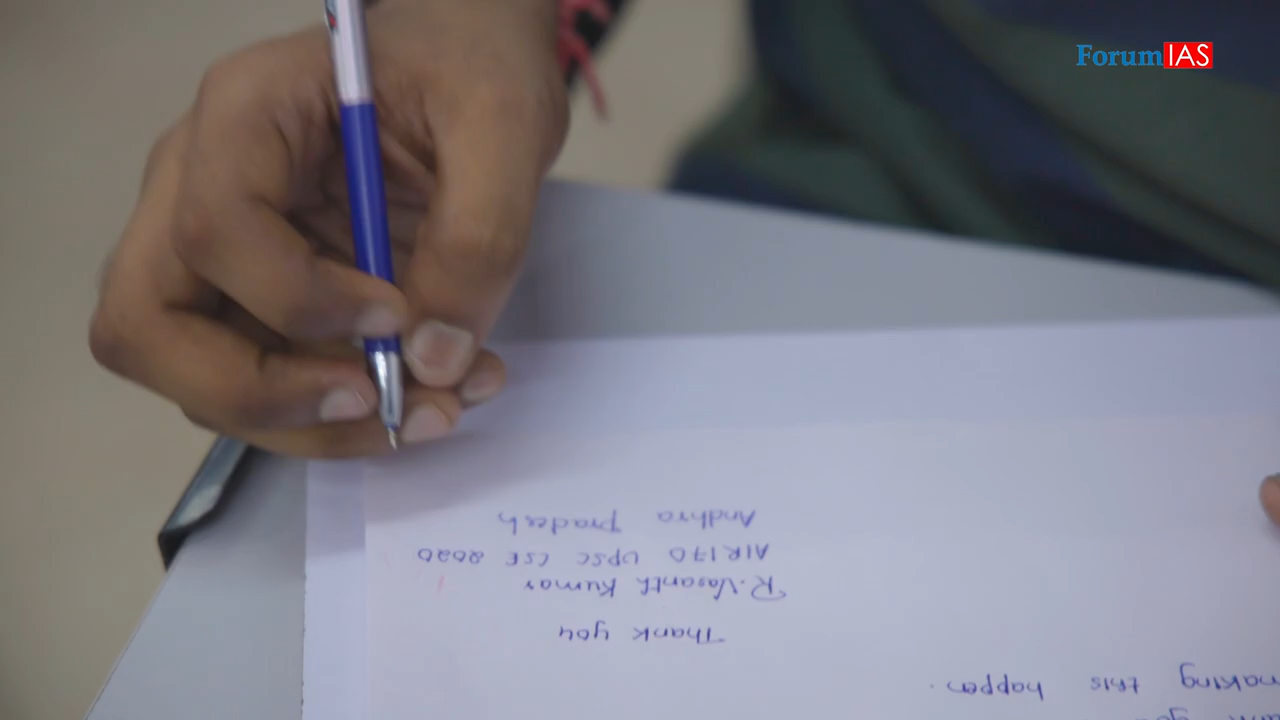 ForumIAS
making this happen.
Thank you
R. Vasanth Kumar
AIR 170 UPSC CSE 2020
Andhra Pradesh